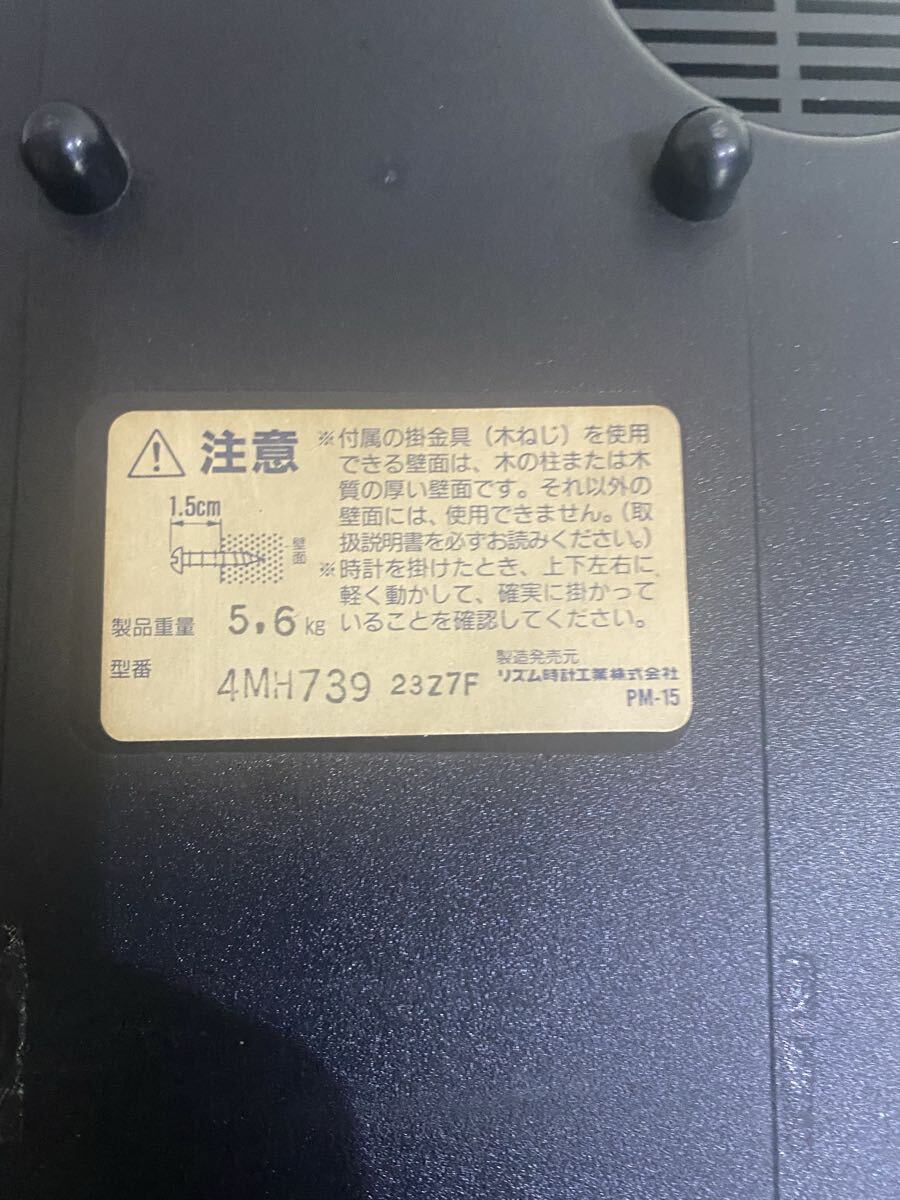 注意
※付属の掛金具（木ねじ）を使用
できる壁面は、木の柱または木
質の厚い壁面です。それ以外の
壁面には、使用できません。（取
扱説明書を必ずお読みください。）
※時計を掛けたとき、上下左右に
軽く動かして、確実に掛かって
いることを確認してください。
1.5cm
壁面
製品重量 5,6kg
型番 4MH739 23Z7F
製造発売元
リズム時計工業株式会社
PM-15